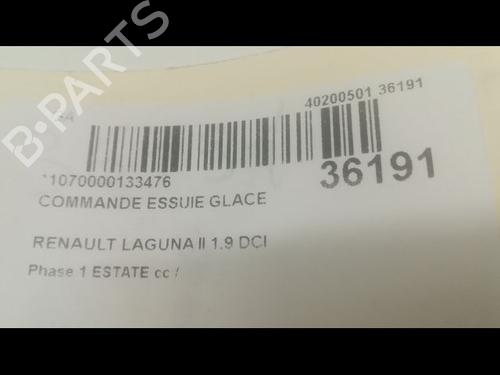 B-PARTS
40200501 36191
*1070000133476
36191
COMMANDE ESSUIE GLACE
RENAULT LAGUNA II 1.9 DCI
Phase 1 ESTATE cc /